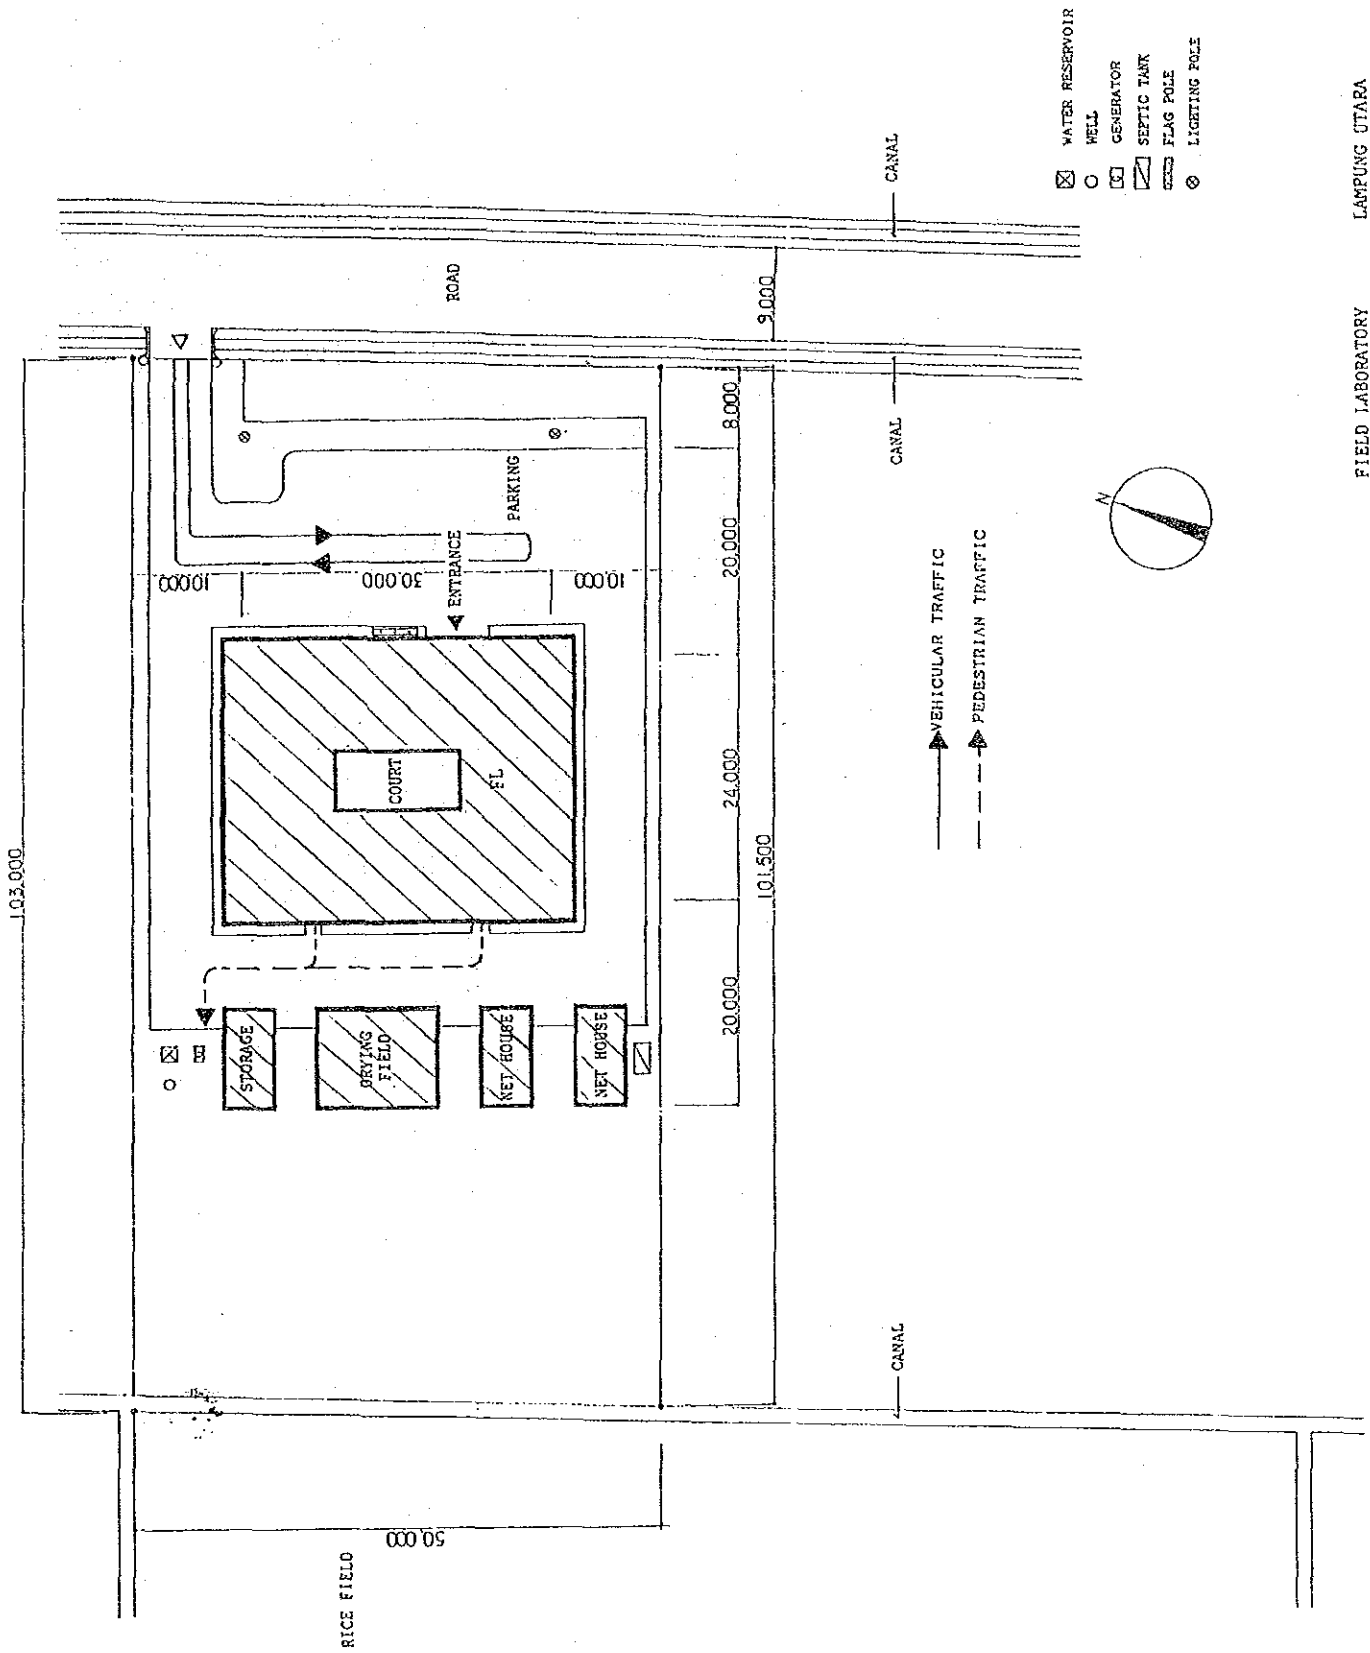 103.000
RICE FIELD
50.000
STORAGE
DRYING
FIELD
NET HOUSE
NET HOUSE
COURT
FL
10.000
30.000
10.000
ENTRANCE
PARKING
ROAD
20.000
24.000
20.000
8.000
101.500
9.000
CANAL
CANAL
CANAL
VEHICULAR TRAFFIC
PEDESTRIAN TRAFFIC
N
WATER RESERVOIR
WELL
G GENERATOR
SEPTIC TANK
FLAG POLE
LIGHTING POLE
G
FIELD LABORATORY LAMPUNG UTARA